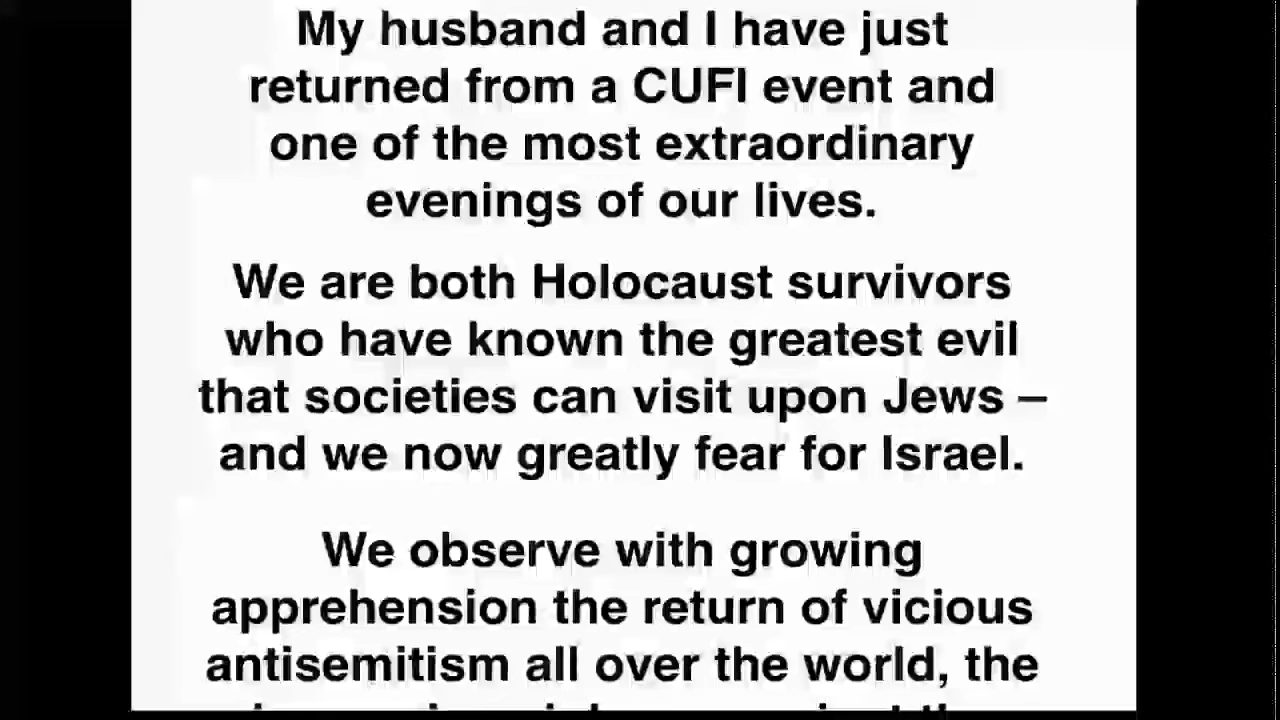 My husband and I have just
returned from a CUFI event and
one of the most extraordinary
evenings of our lives.
We are both Holocaust survivors
who have known the greatest evil
that societies can visit upon Jews –
and we now greatly fear for Israel.
We observe with growing
apprehension the return of vicious
antisemitism all over the world, the